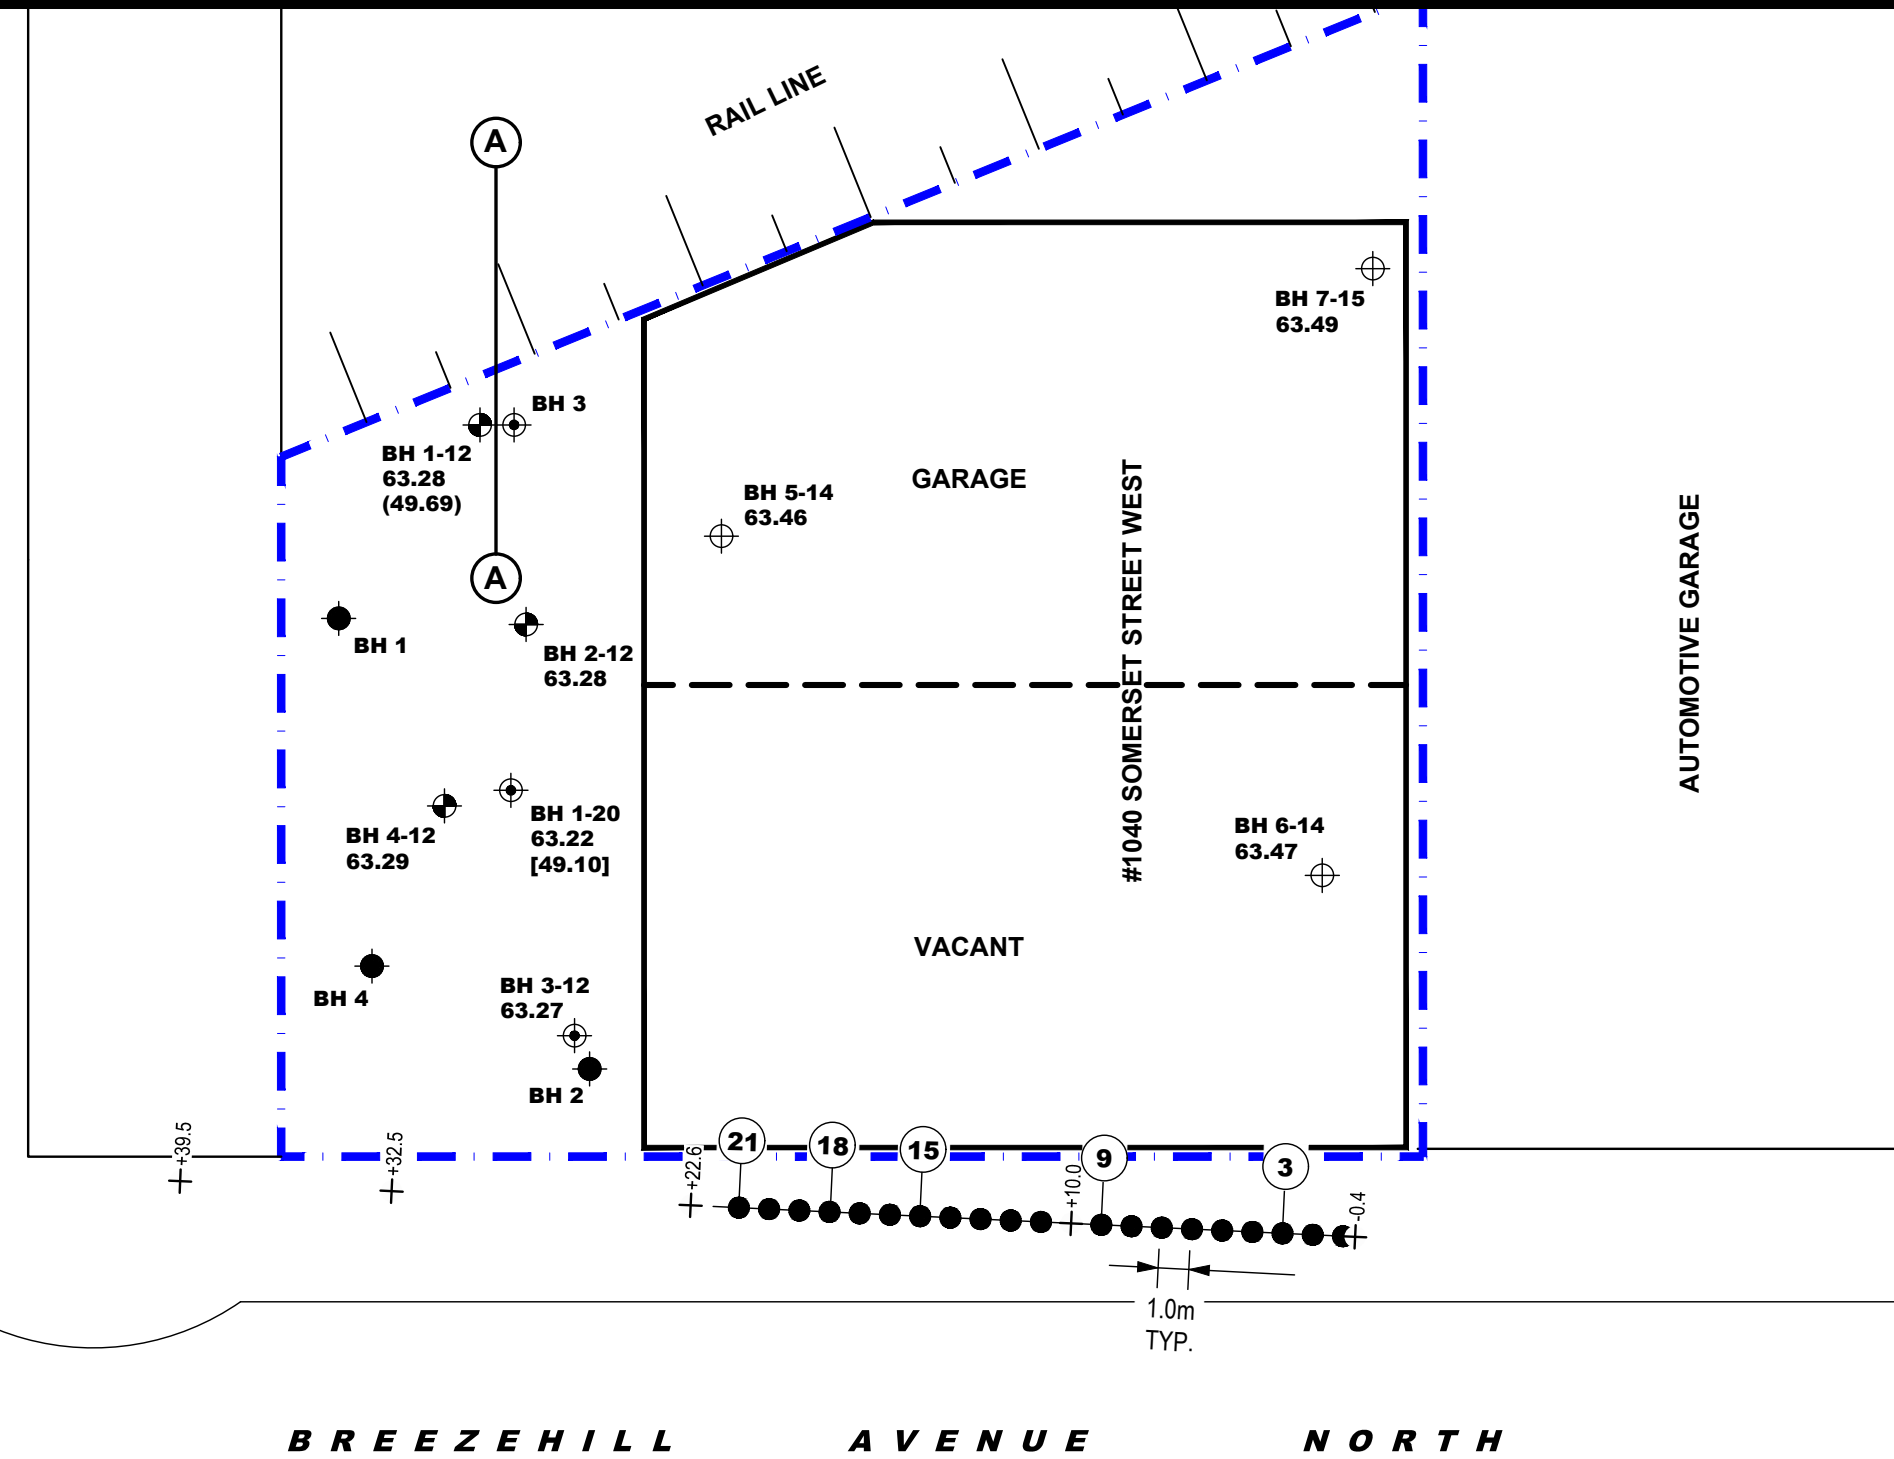 RAIL LINE
A
BH 7-15
63.49
BH 3
BH 1-12
63.28
(49.69)
GARAGE
BH 5-14
63.46
#1040 SOMERSET STREET WEST
AUTOMOTIVE GARAGE
A
BH 1
BH 2-12
63.28
BH 1-20
63.22
[49.10]
BH 4-12
63.29
BH 6-14
63.47
VACANT
BH 4
BH 3-12
63.27
BH 2
21
18
15
9
3
+39.5
+32.5
+22.6
+10.0
-0.4
1.0m
TYP.
BREEZEHILL AVENUE NORTH